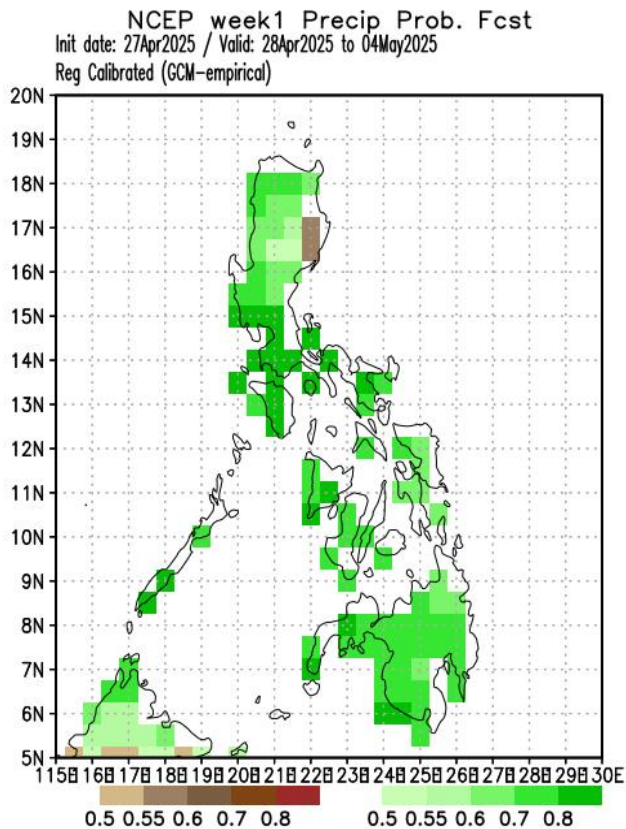 NCEP week1 Precip Prob. Fcst
Init date: 27Apr2025 / Valid: 28Apr2025 to 04May2025
Reg Calibrated (GCM-empirical)
20N
19N
18N
17N
16N
15N
14N
13N
12N
11N
10N
9N
8N
7N
6N
5N
115E 116E 117E 118E 119E 120E 121E 122E 123E 124E 125E 126E 127E 128E 129E 130E
0.5 0.55 0.6 0.7 0.8 0.5 0.55 0.6 0.7 0.8